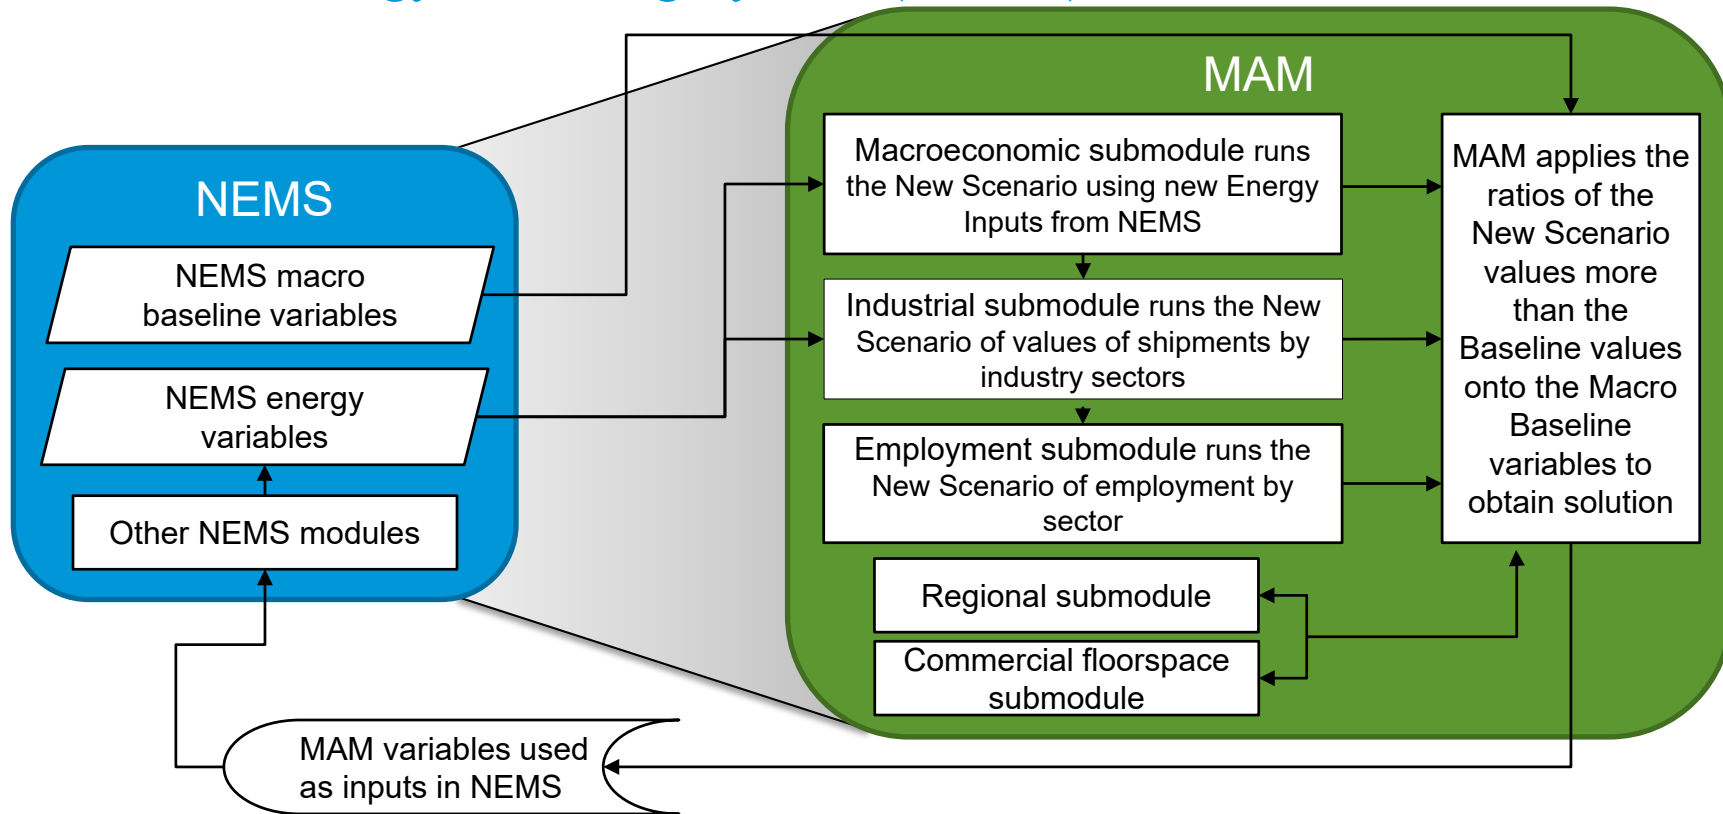 NEMS
NEMS macro
baseline variables
NEMS energy
variables
Other NEMS modules
MAM variables used
as inputs in NEMS
MAM
Macroeconomic submodule runs
the New Scenario using new Energy
Inputs from NEMS
Industrial submodule runs the New
Scenario of values of shipments by
industry sectors
Employment submodule runs the
New Scenario of employment by
sector
Regional submodule
Commercial floorspace
submodule
MAM applies the
ratios of the
New Scenario
values more
than the
Baseline values
onto the Macro
Baseline
variables to
obtain solution